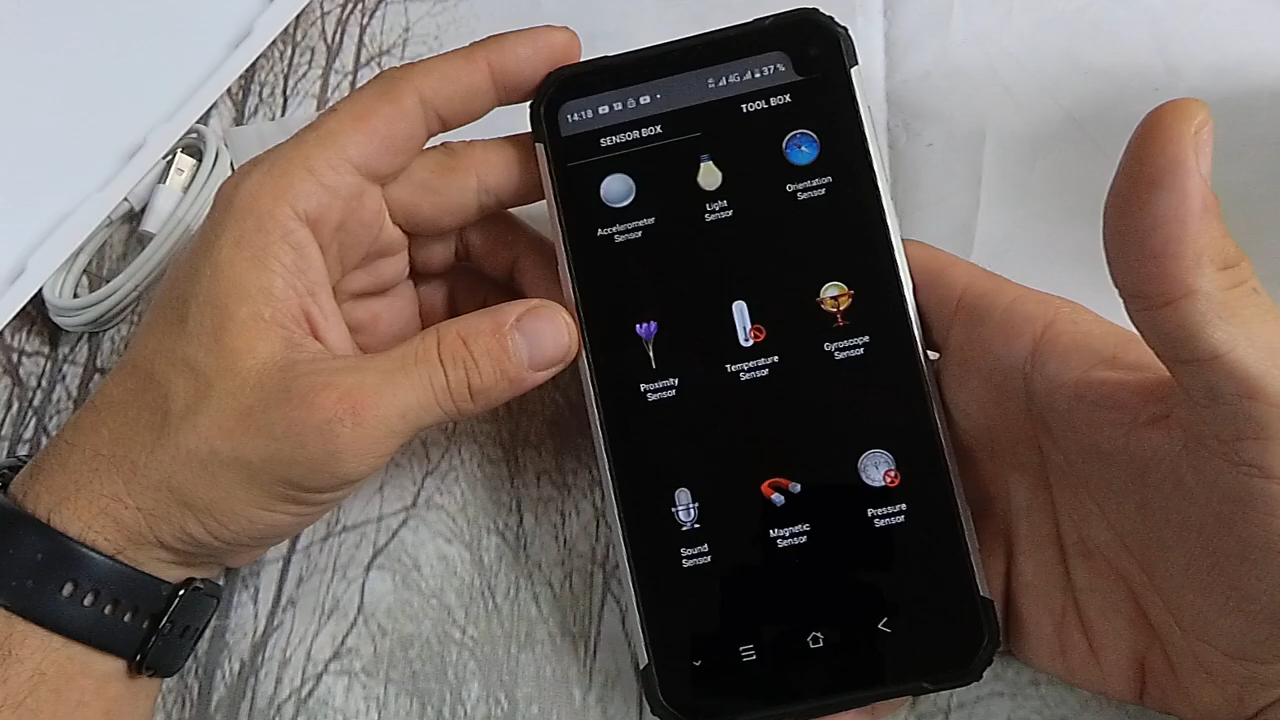 14:18 4G 37 %
SENSOR BOX
TOOL BOX
Accelerometer
Sensor
Light
Sensor
Orientation
Sensor
Proximity
Sensor
Temperature
Sensor
Gyroscope
Sensor
Sound
Sensor
Magnetic
Sensor
Pressure
Sensor